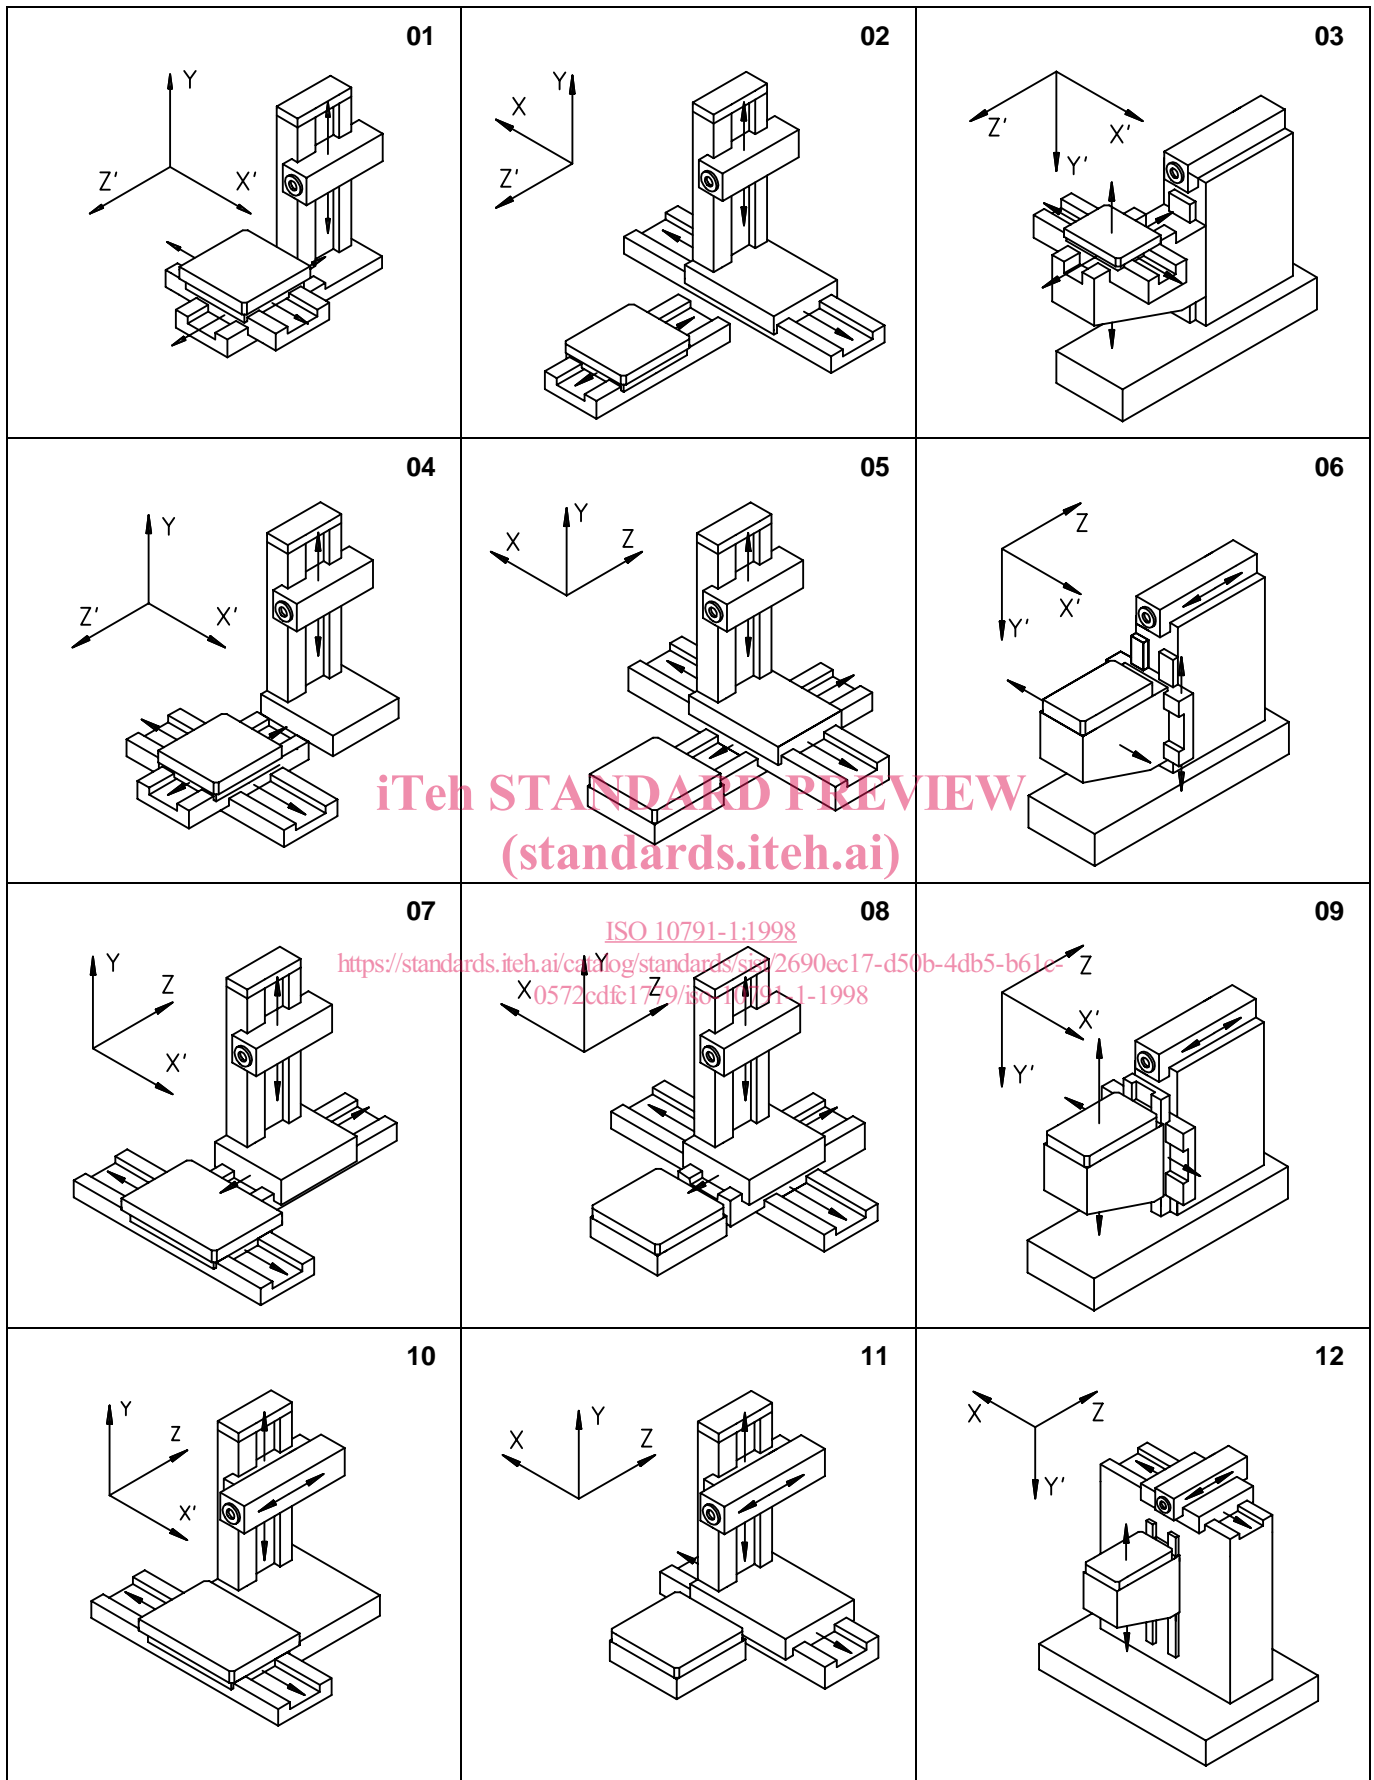 01
Y
Z'
X'
02
Y
X
Z'
03
Z'
X'
Y'
04
Y
Z'
X'
05
Y
X
Z
06
Z
X'
Y'
iTeh STANDARD PREVIEW
(standards.iteh.ai)
07
Y
Z
X'
08
ISO 10791-1:1998
https://standards.iteh.ai/catalog/standards/sist/2690ec17-d50b-4db5-b61c-
0572cdfc1779/iso-10791-1-1998
Y
X
Z
09
Z
X'
Y'
10
Y
Z
X'
11
Y
X
Z
12
X
Z
Y'